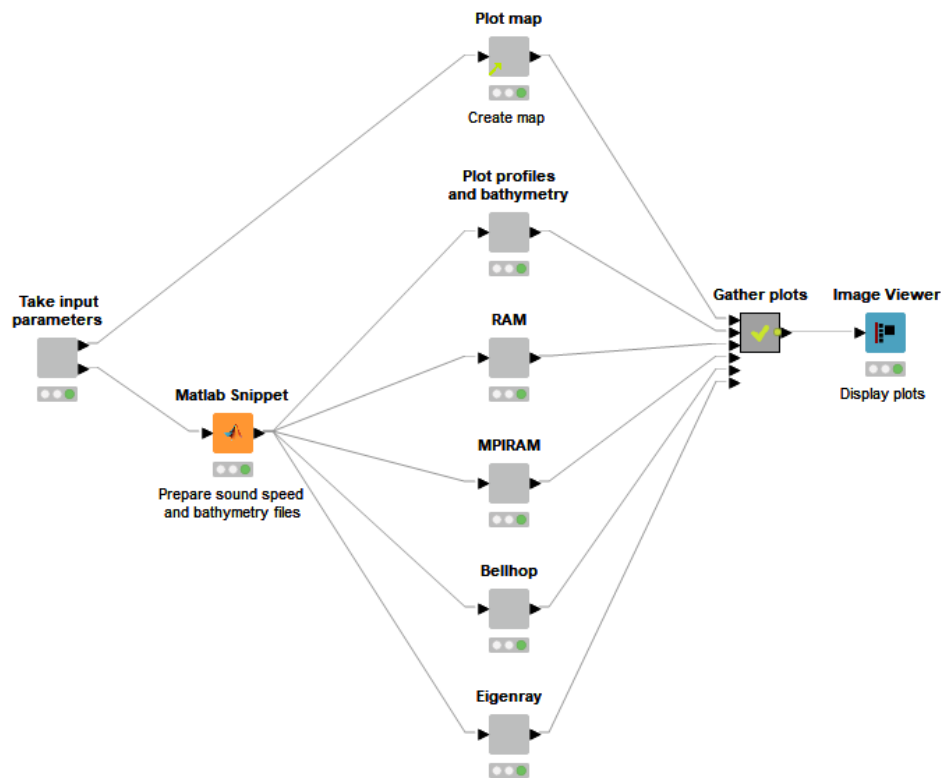 Plot map
Create map
Plot profiles
and bathymetry
Take input
parameters
RAM
Gather plots
Image Viewer
Display plots
Matlab Snippet
Prepare sound speed
and bathymetry files
MPIRAM
Bellhop
Eigenray